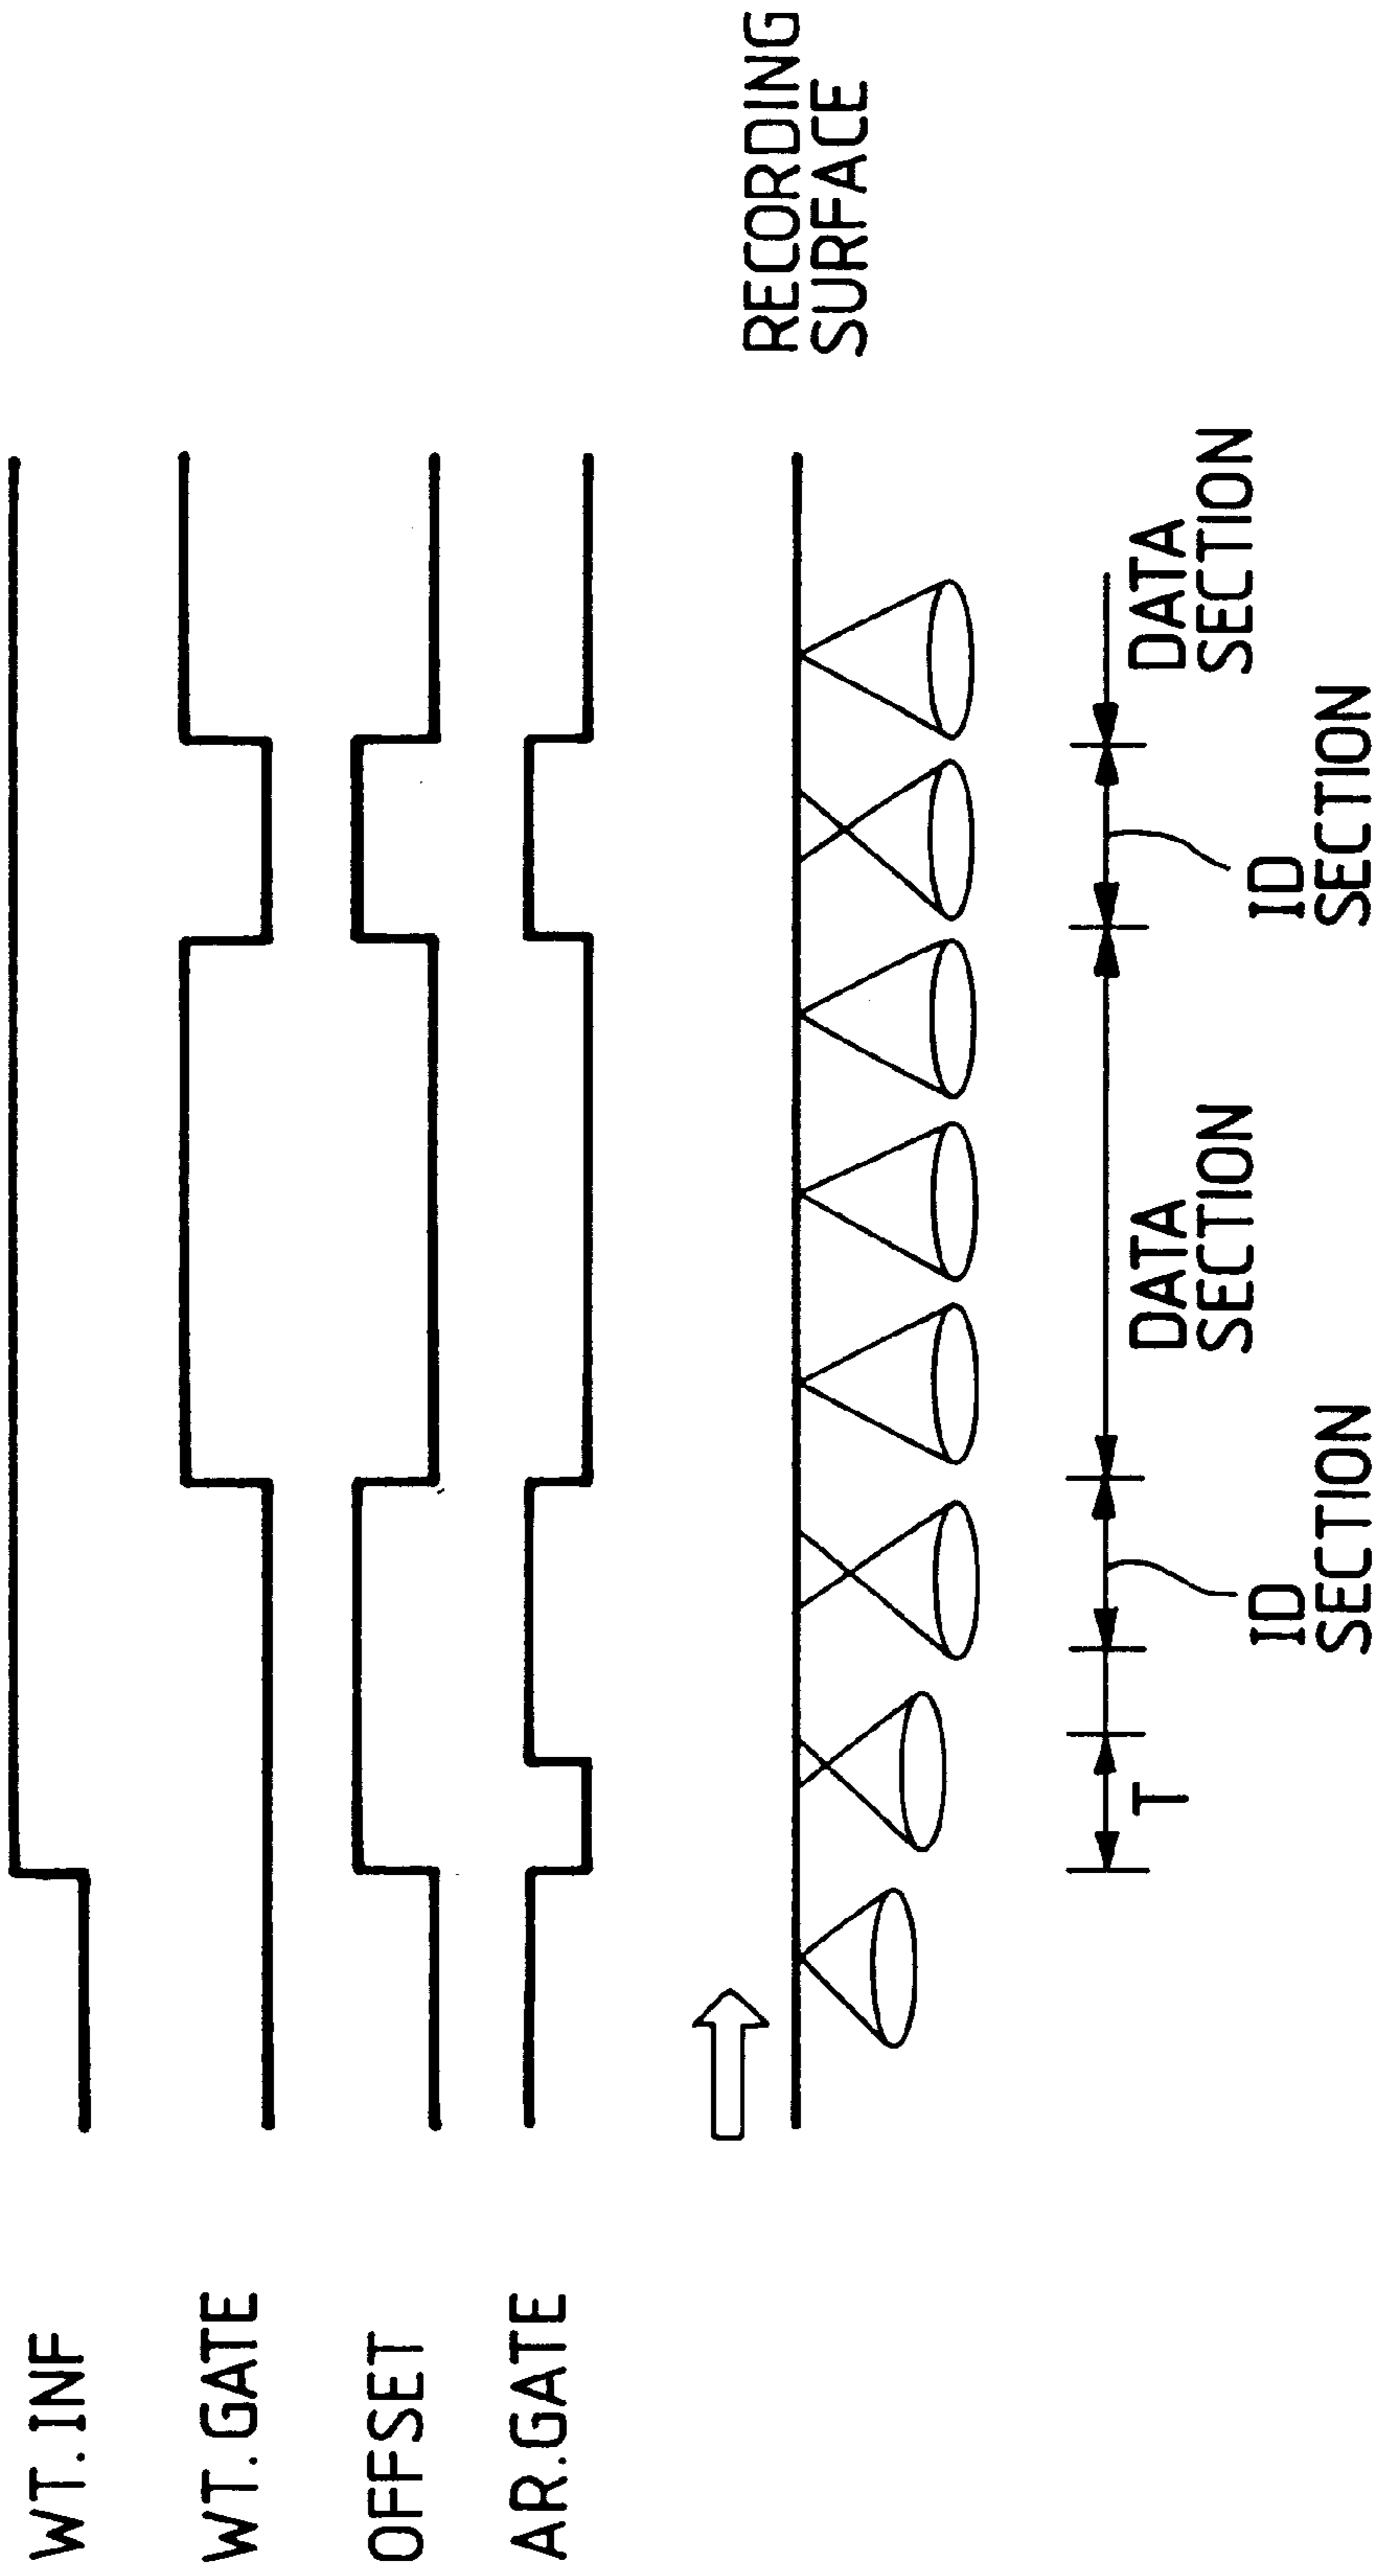 WT. INF
WT. GATE
OFFSET
AR.GATE
RECORDING
SURFACE
T
ID
SECTION
DATA
SECTION
ID
SECTION
DATA
SECTION